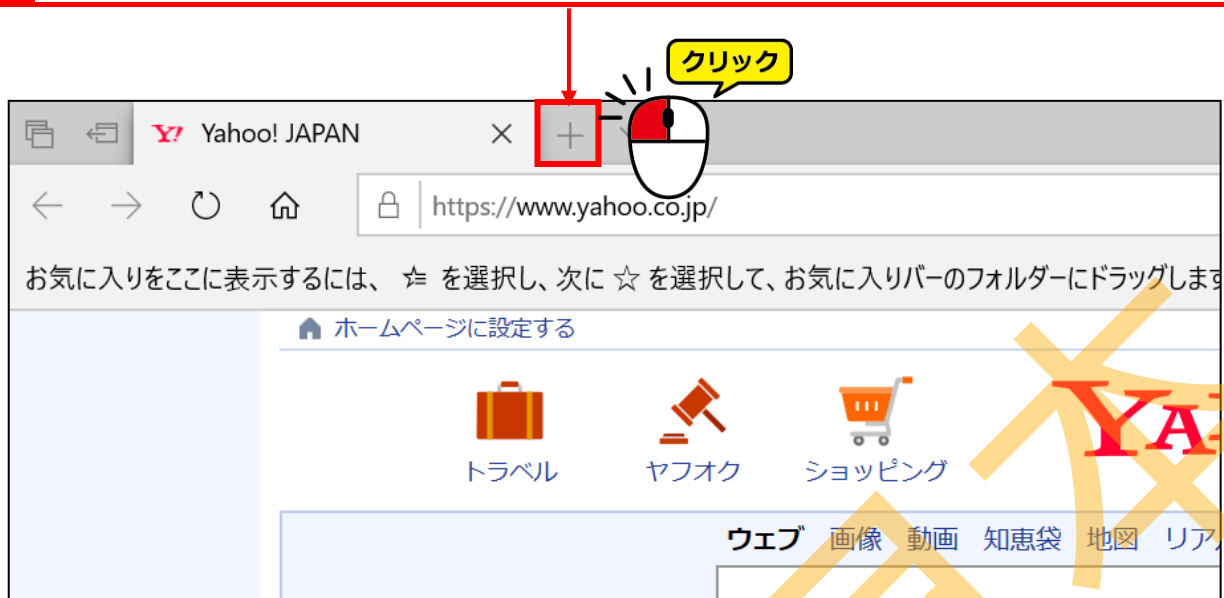 クリック
Yahoo! JAPAN
https://www.yahoo.co.jp/
お気に入りをここに表示するには、 を選択し、次に ☆ を選択して、お気に入りバーのフォルダーにドラッグします
ホームページに設定する
トラベル ヤフオク ショッピング
ウェブ 画像 動画 知恵袋 地図 リアル